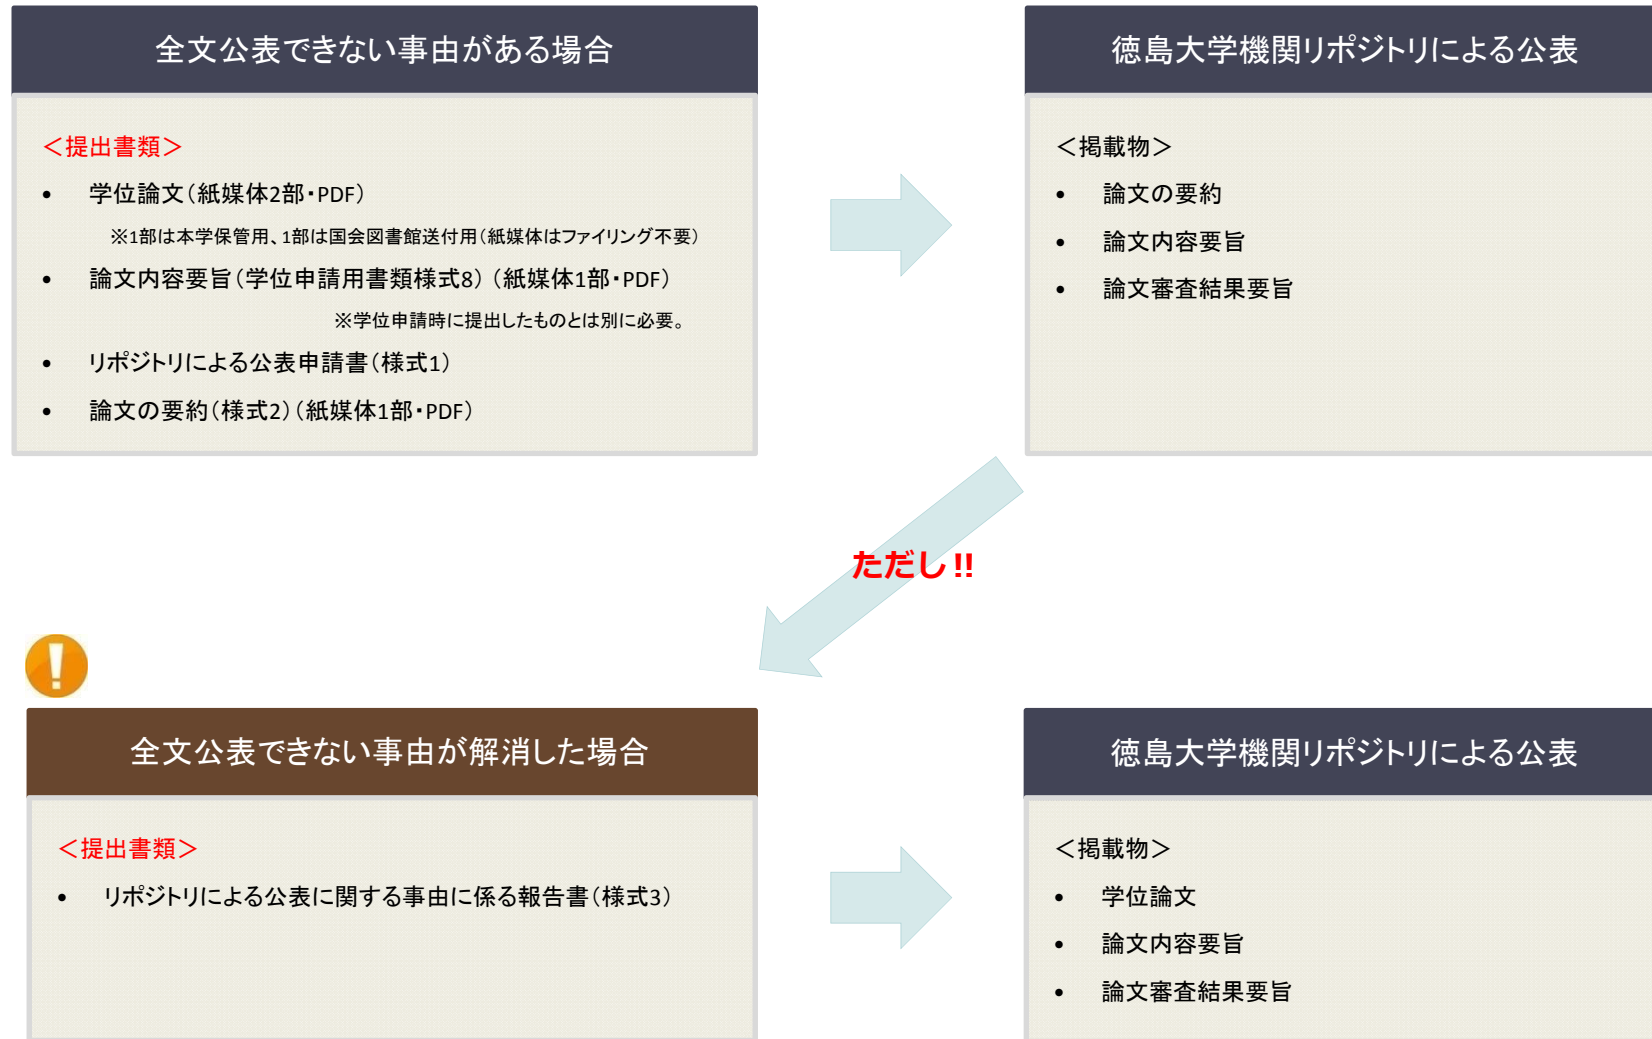 全文公表できない事由がある場合
<提出書類>
• 学位論文(紙媒体2部・PDF)
※1部は本学保管用、1部は国会図書館送付用(紙媒体はファイリング不要)
• 論文内容要旨(学位申請用書類様式8)(紙媒体1部・PDF)
※学位申請時に提出したものとは別に必要。
• リポジトリによる公表申請書(様式1)
• 論文の要約(様式2)(紙媒体1部・PDF)
徳島大学機関リポジトリによる公表
<掲載物>
• 論文の要約
• 論文内容要旨
• 論文審査結果要旨
ただし!!
全文公表できない事由が解消した場合
<提出書類>
• リポジトリによる公表に関する事由に係る報告書(様式3)
徳島大学機関リポジトリによる公表
<掲載物>
• 学位論文
• 論文内容要旨
• 論文審査結果要旨